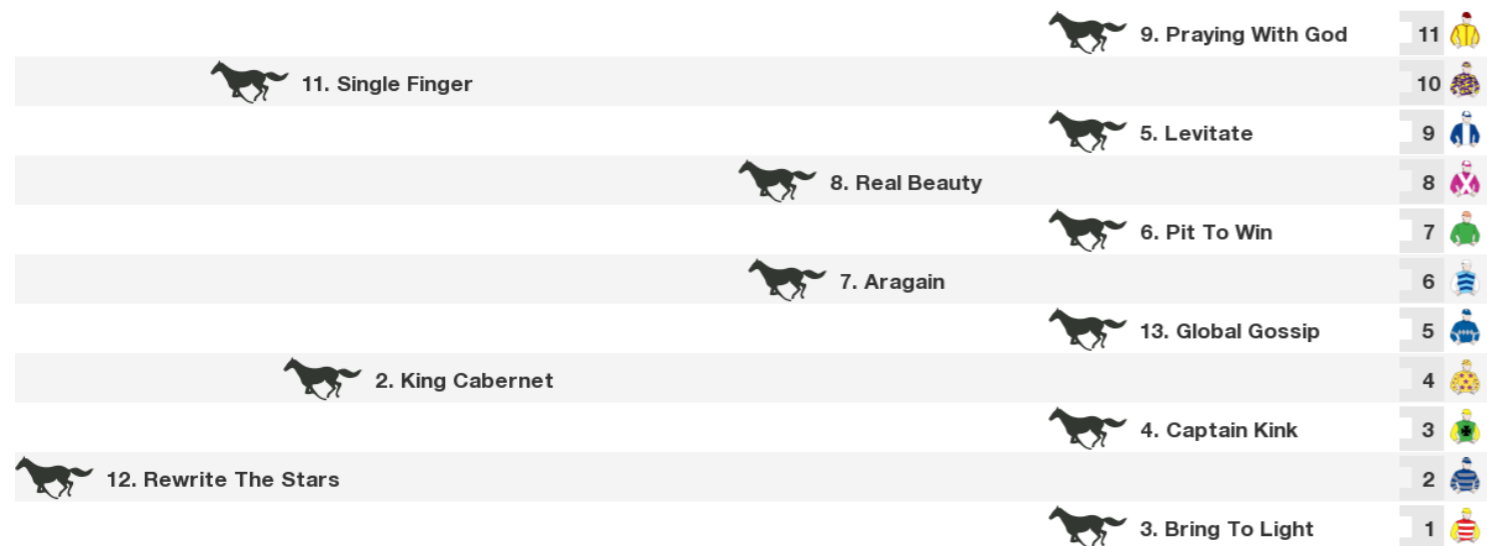 9. Praying With God 11
11. Single Finger 10
5. Levitate 9
8. Real Beauty 8
6. Pit To Win 7
7. Aragain 6
13. Global Gossip 5
2. King Cabernet 4
4. Captain Kink 3
12. Rewrite The Stars 2
3. Bring To Light 1